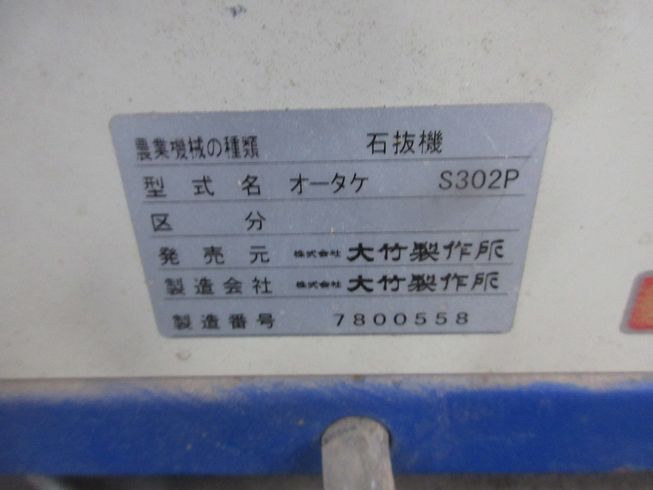 農業機械の種類 石抜機
型式名 オータケ S302P
区分
発売元 株式会社 大竹製作所
製造会社 株式会社 大竹製作所
製造番号 7800558